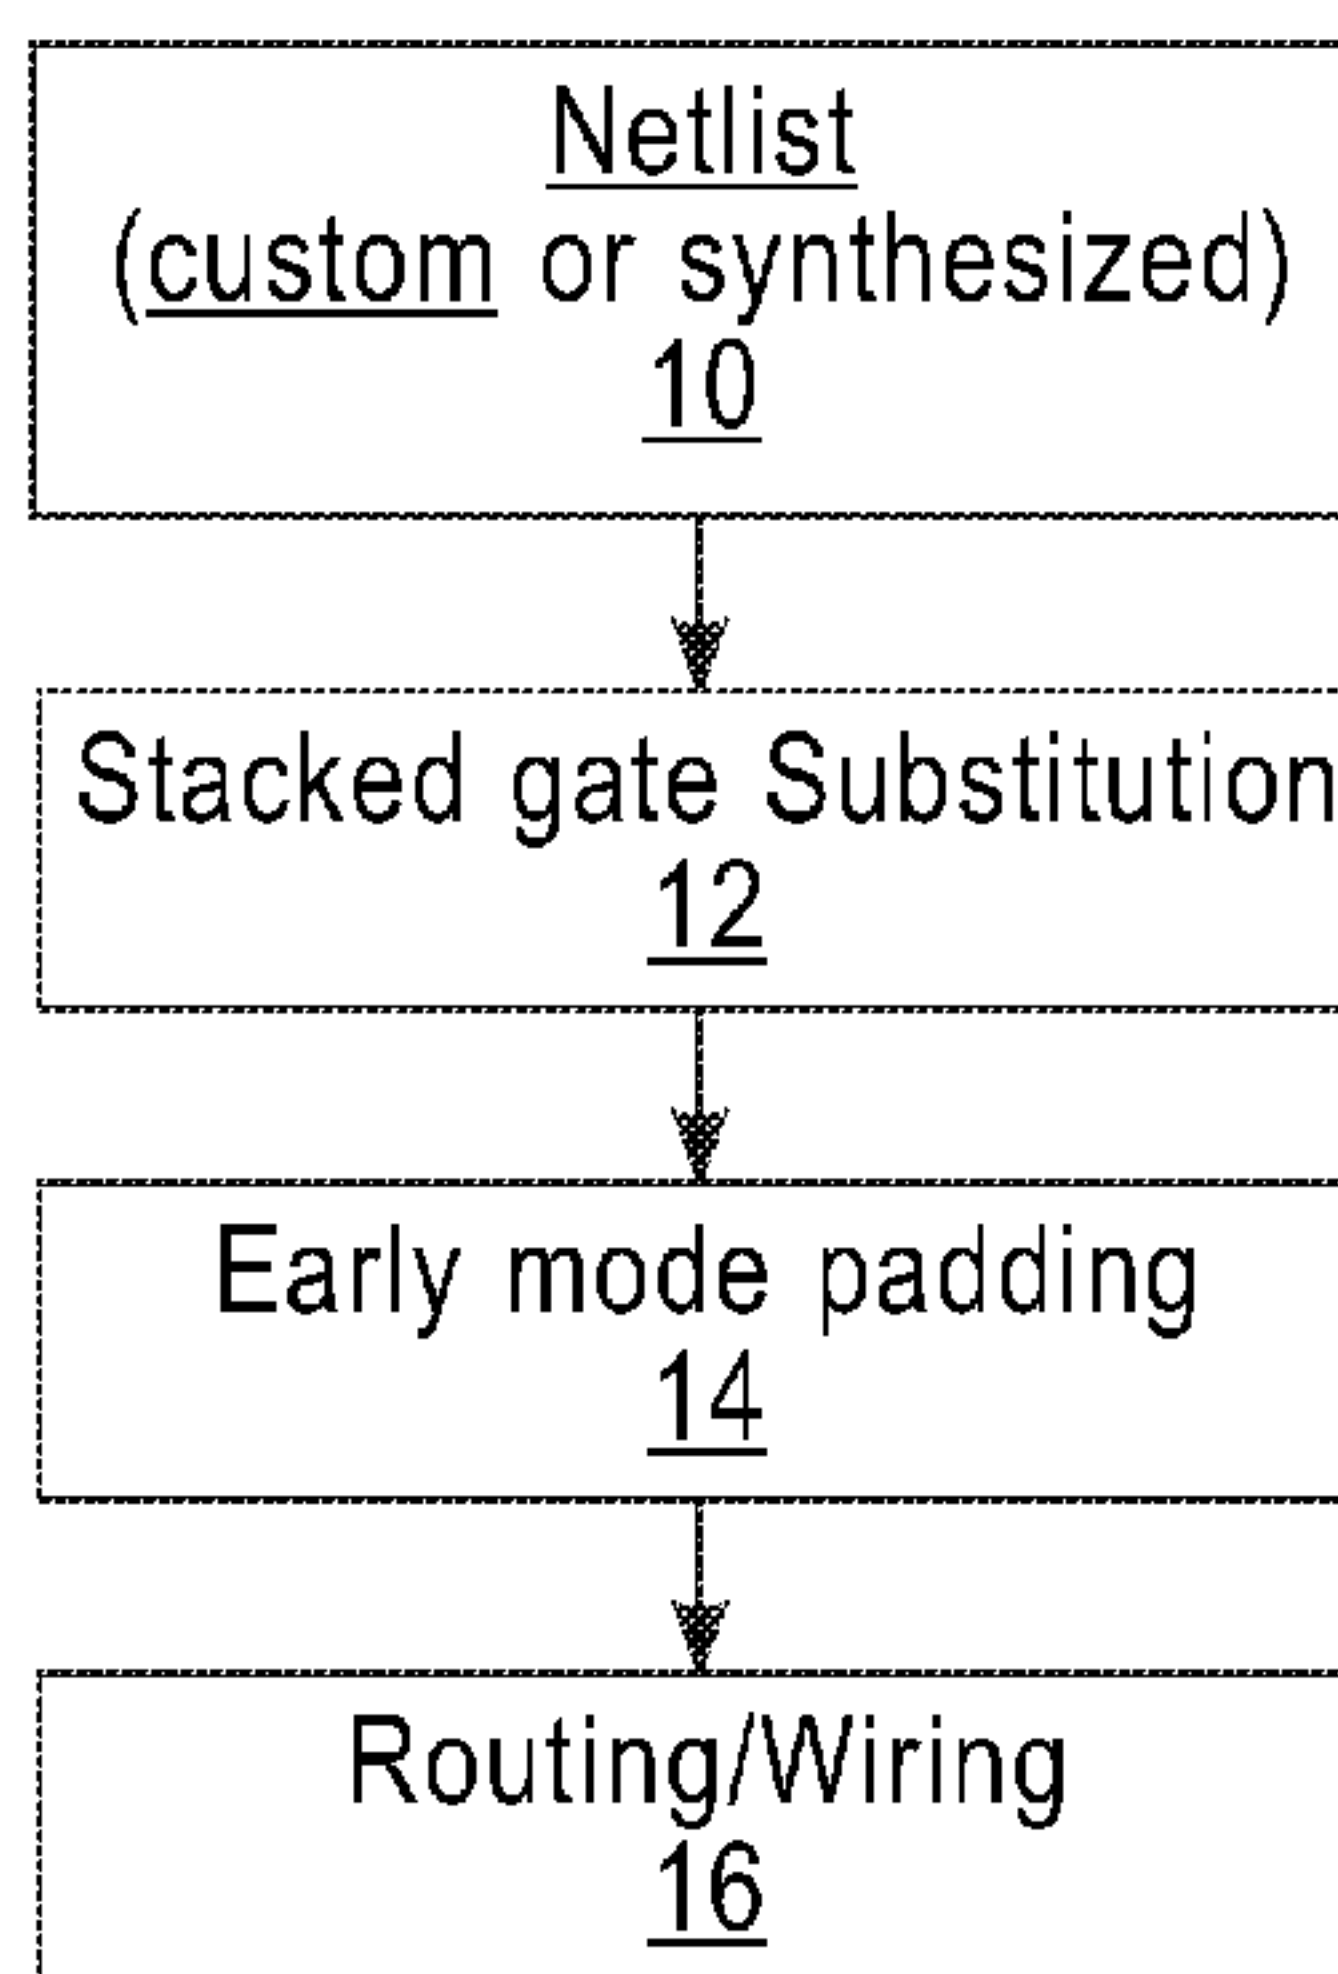 Netlist
(custom or synthesized)
10
Stacked gate Substitution
12
Early mode padding
14
Routing/Wiring
16